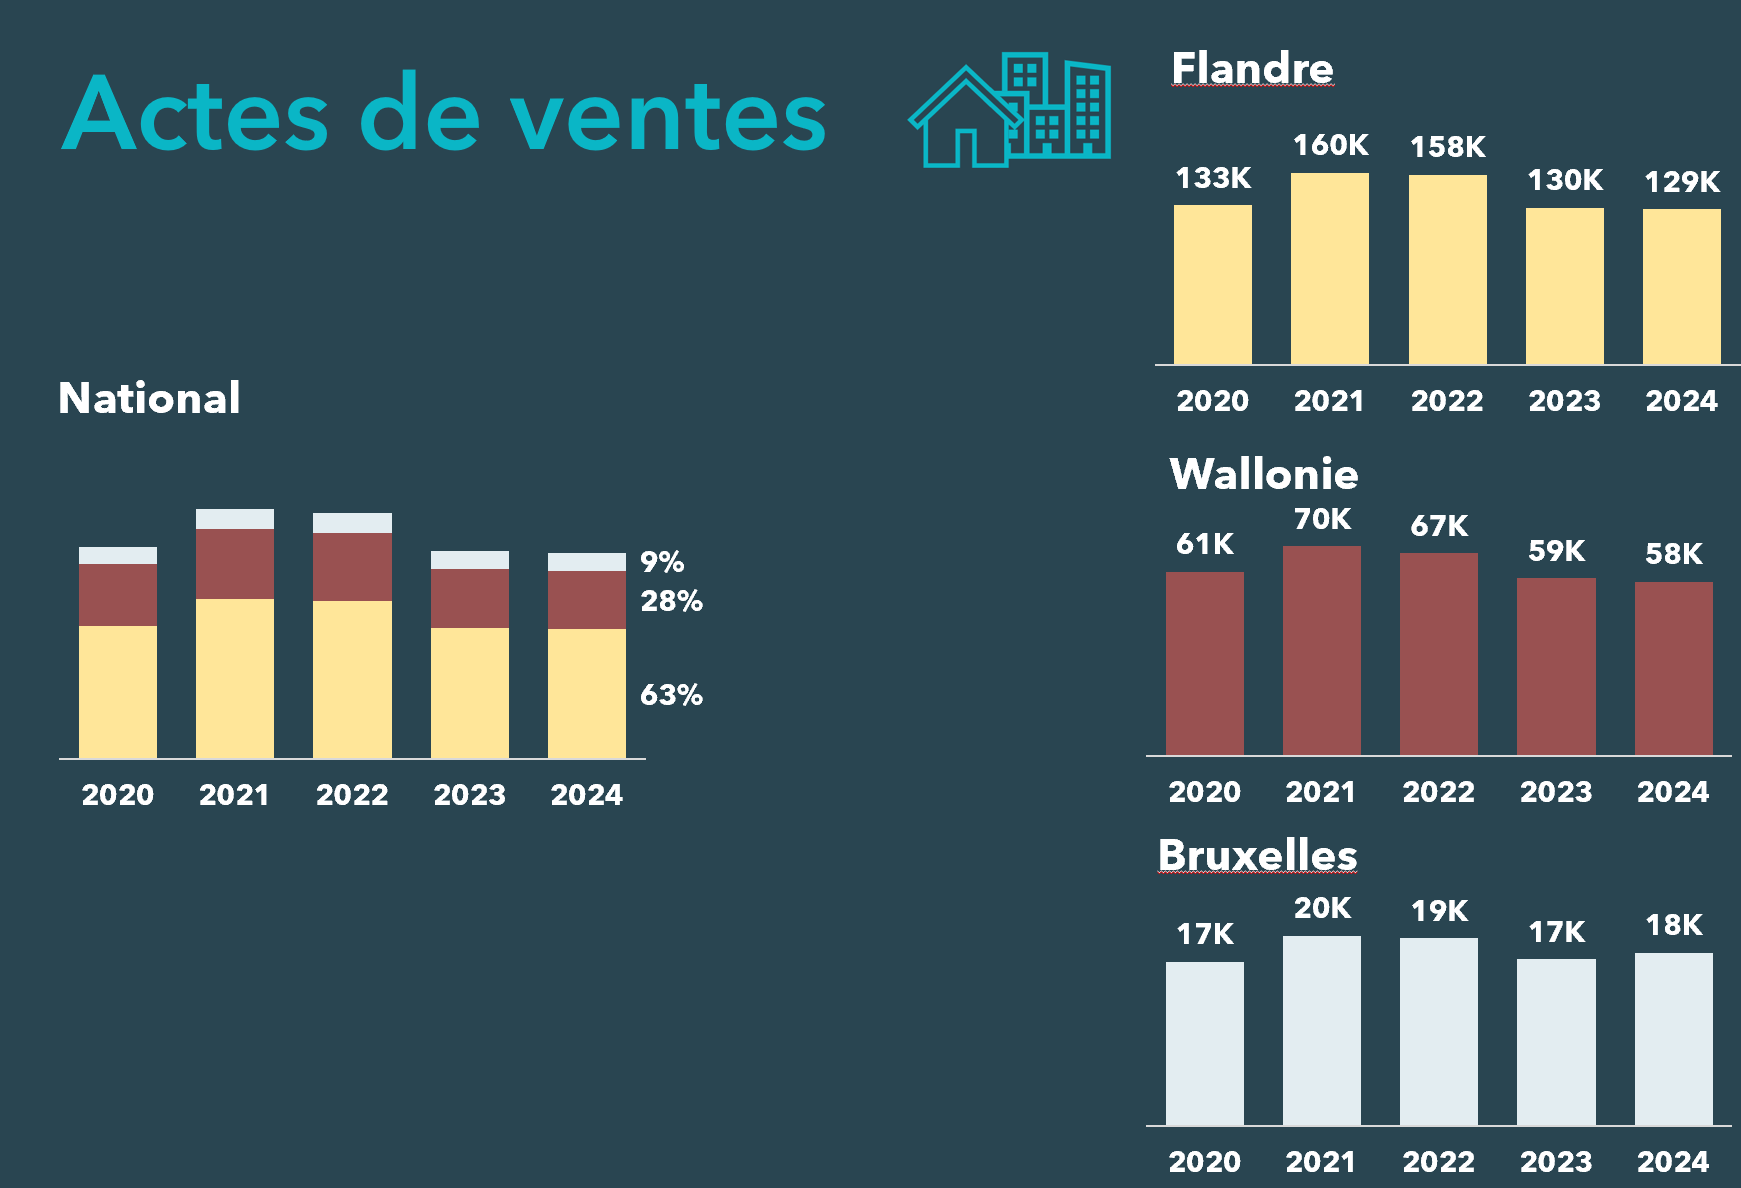 Actes de ventes
National
9%
28%
63%
2020 2021 2022 2023 2024
Flandre
133K 160K 158K 130K 129K
2020 2021 2022 2023 2024
Wallonie
61K 70K 67K 59K 58K
2020 2021 2022 2023 2024
Bruxelles
17K 20K 19K 17K 18K
2020 2021 2022 2023 2024